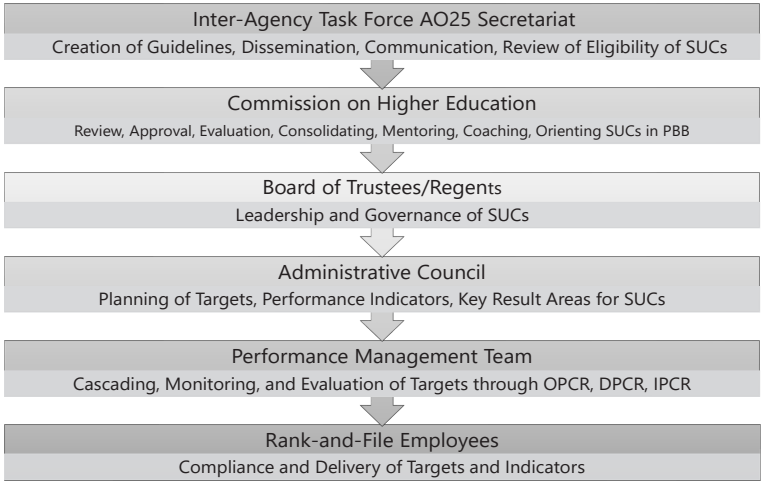 Inter-Agency Task Force AO25 Secretariat
Creation of Guidelines, Dissemination, Communication, Review of Eligibility of SUCs
Commission on Higher Education
Review, Approval, Evaluation, Consolidating, Mentoring, Coaching, Orienting SUCs in PBB
Board of Trustees/Regents
Leadership and Governance of SUCs
Administrative Council
Planning of Targets, Performance Indicators, Key Result Areas for SUCs
Performance Management Team
Cascading, Monitoring, and Evaluation of Targets through OPCR, DPCR, IPCR
Rank-and-File Employees
Compliance and Delivery of Targets and Indicators